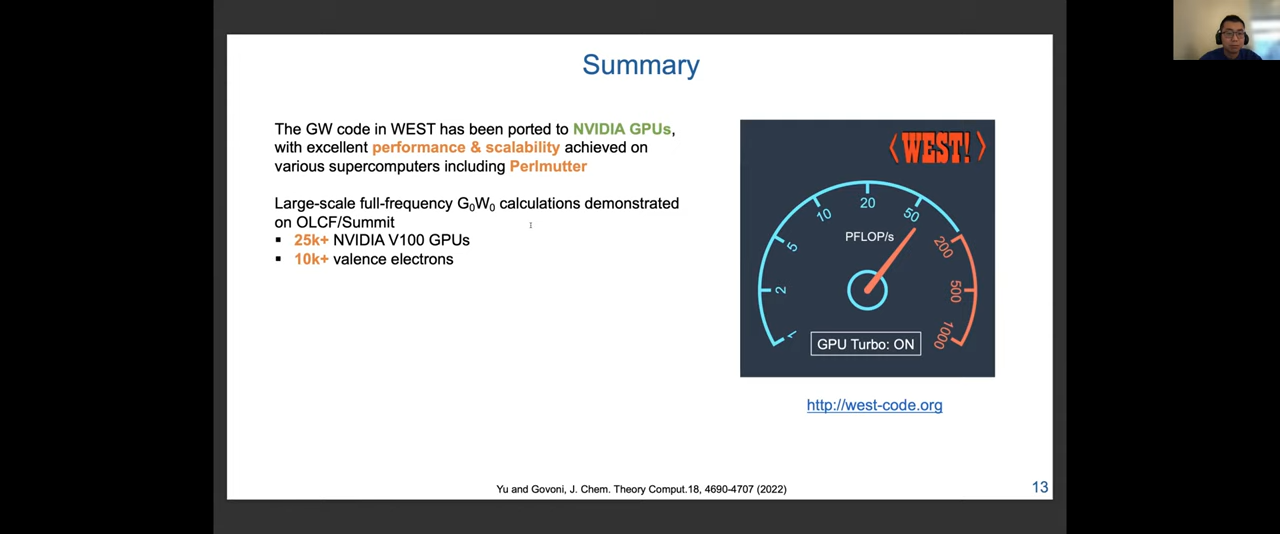 Summary
The GW code in WEST has been ported to NVIDIA GPUs,
with excellent performance & scalability achieved on
various supercomputers including Perlmutter
Large-scale full-frequency G₀W₀ calculations demonstrated
on OLCF/Summit
▪ 25k+ NVIDIA V100 GPUs
▪ 10k+ valence electrons
⟨WEST!⟩
1
2
5
10
20
50
200
500
1000
PFLOP/s
GPU Turbo: ON
http://west-code.org
Yu and Govoni, J. Chem. Theory Comput.18, 4690-4707 (2022)
13